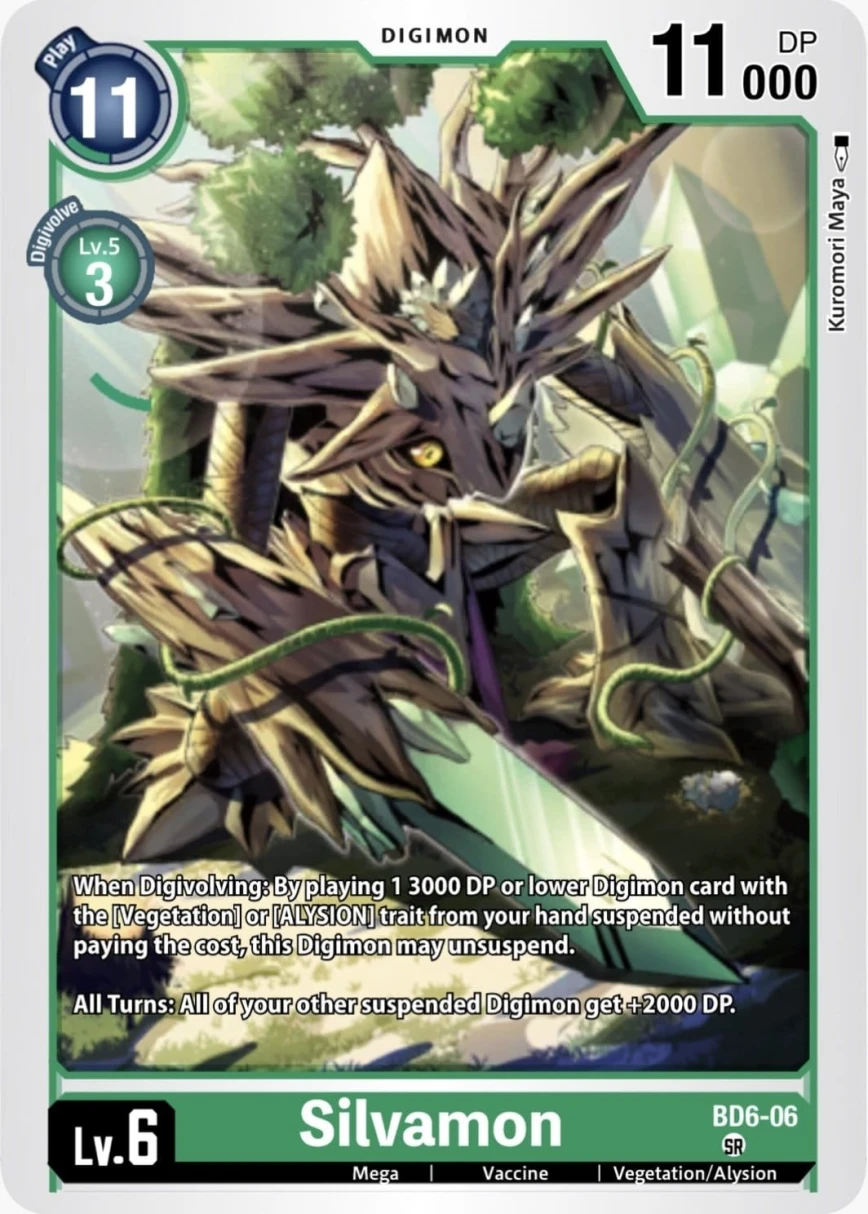 DIGIMON
Play
11
11000 DP
Digivolve
Lv.5
3
Kuromori Maya
When Digivolving: By playing 1 3000 DP or lower Digimon card with
the [Vegetation] or [ALYSION] trait from your hand suspended without
paying the cost, this Digimon may unsuspend.
All Turns: All of your other suspended Digimon get +2000 DP.
Lv.6
Silvamon
BD6-06
SR
Mega | Vaccine | Vegetation/Alysion